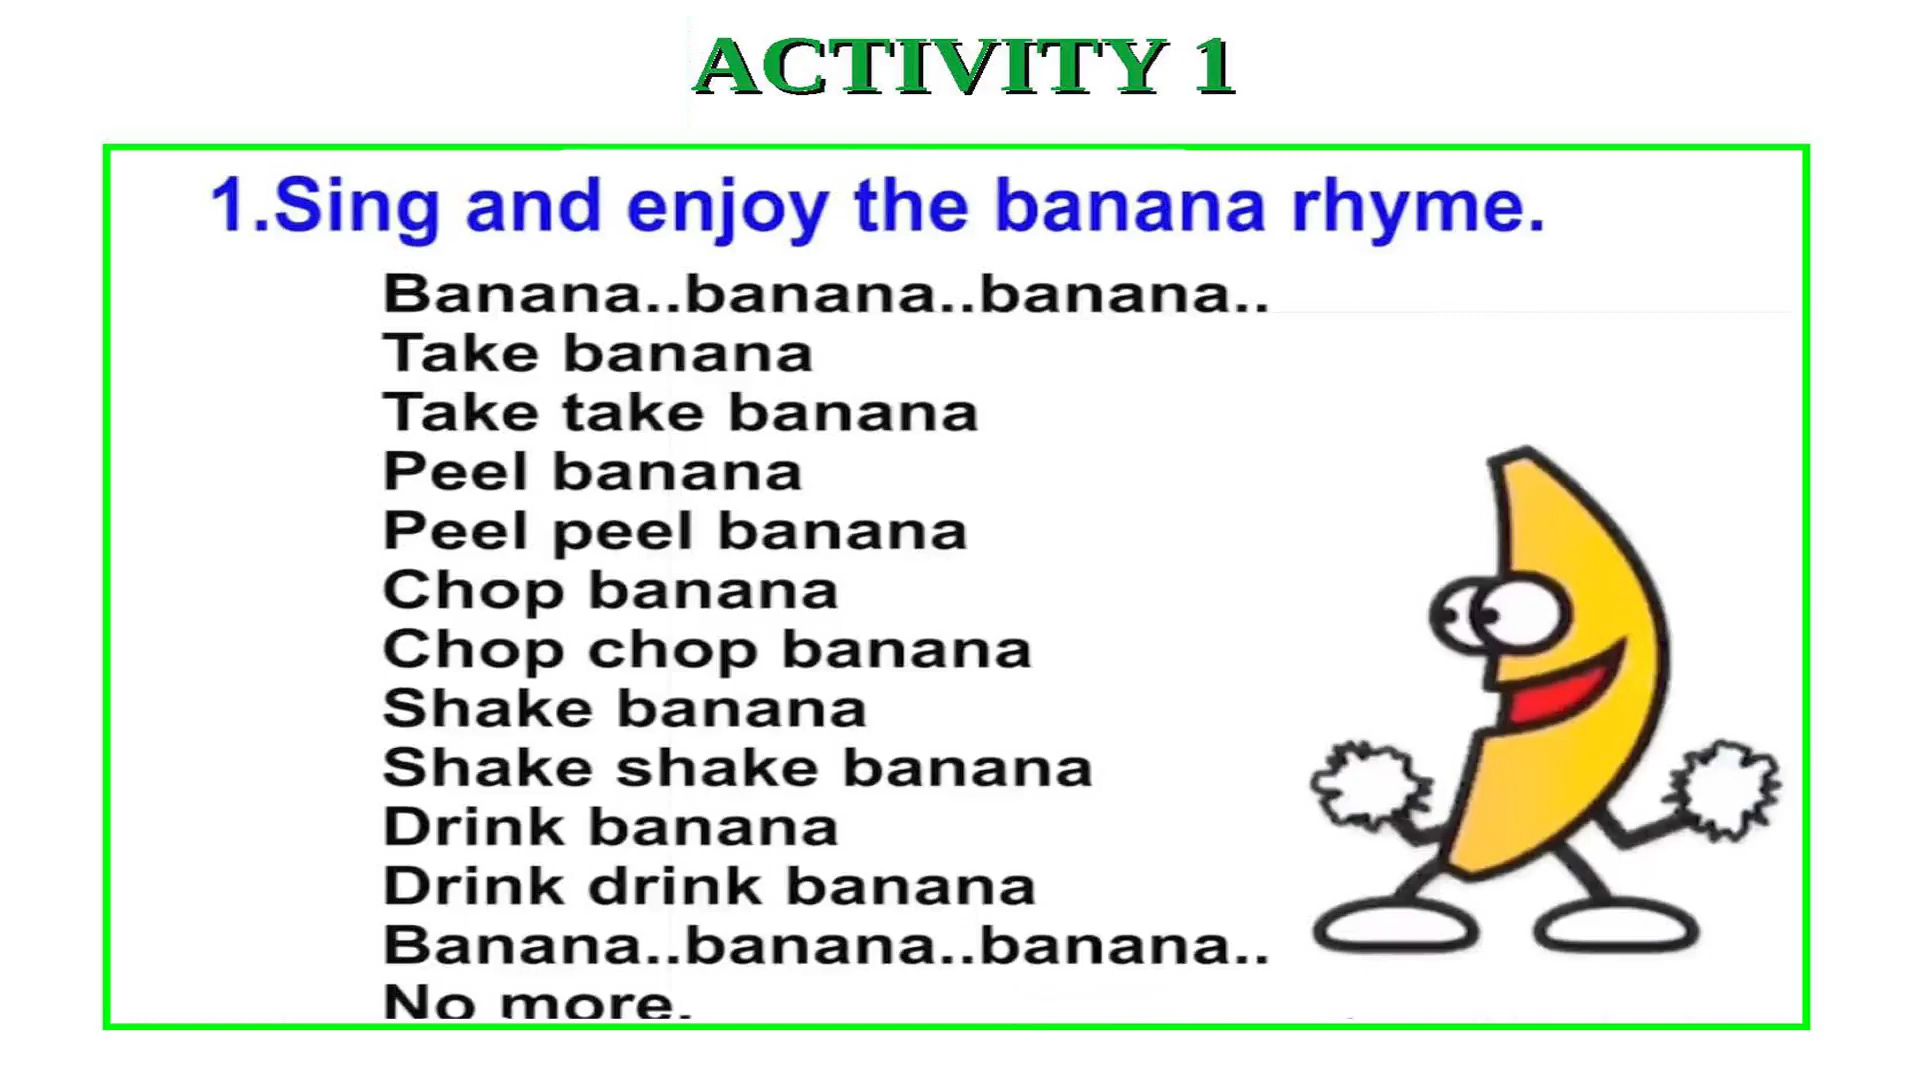 ACTIVITY 1
1.Sing and enjoy the banana rhyme.
Banana..banana..banana..
Take banana
Take take banana
Peel banana
Peel peel banana
Chop banana
Chop chop banana
Shake banana
Shake shake banana
Drink banana
Drink drink banana
Banana..banana..banana..
No more.